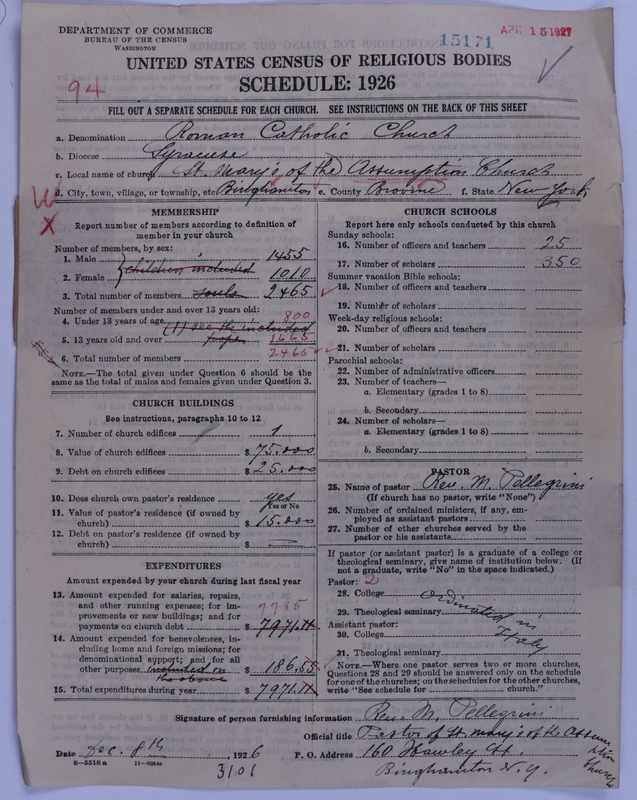 DEPARTMENT OF COMMERCE
BUREAU OF THE CENSUS
WASHINGTON
15171
APR 15 1927
UNITED STATES CENSUS OF RELIGIOUS BODIES
SCHEDULE: 1926
94
FILL OUT A SEPARATE SCHEDULE FOR EACH CHURCH. SEE INSTRUCTIONS ON THE BACK OF THIS SHEET
a. Denomination Roman Catholic Church
b. Diocese Syracuse
c. Local name of church St. Mary's of the Assumption Church
d. City, town, village, or township, etc Binghamton e. County Broome f. State New York
MEMBERSHIP
Report number of members according to definition of member in your church
Number of members, by sex:
1. Male 1455
children included
2. Female 1010
3. Total number of members souls 2465
Number of members under and over 13 years old:
4. Under 13 years of age 800
(1) see the included
5. 13 years old and over 1665
6. Total number of members 2465
NOTE.—The total given under Question 6 should be the
same as the total of males and females given under Question 3.
CHURCH BUILDINGS
See instructions, paragraphs 10 to 12
7. Number of church edifices 1
8. Value of church edifices $ 75.000
9. Debt on church edifices $ 25.000
10. Does church own pastor's residence yes
Yes or No
11. Value of pastor's residence (if owned by
church) $ 15.000
12. Debt on pastor's residence (if owned by
church) $ —
EXPENDITURES
Amount expended by your church during last fiscal year
13. Amount expended for salaries, repairs,
and other running expenses; for im-
provements or new buildings; and for
7785
payments on church debt $ 7971.11
14. Amount expended for benevolences, in-
cluding home and foreign missions; for
denominational support; and for all
other purposes included in $ 186.55
the above
15. Total expenditures during year $ 7971.11
CHURCH SCHOOLS
Report here only schools conducted by this church
Sunday schools:
16. Number of officers and teachers 25
17. Number of scholars 350
Summer vacation Bible schools:
18. Number of officers and teachers
19. Number of scholars
Week-day religious schools:
20. Number of officers and teachers
21. Number of scholars
Parochial schools:
22. Number of administrative officers
23. Number of teachers—
a. Elementary (grades 1 to 8)
b. Secondary
24. Number of scholars—
a. Elementary (grades 1 to 8)
b. Secondary
PASTOR
25. Name of pastor Rev. M. Pellegrini
(If church has no pastor, write "None")
26. Number of ordained ministers, if any, em-
ployed as assistant pastors
27. Number of other churches served by the
pastor or his assistants
If pastor (or assistant pastor) is a graduate of a college or
theological seminary, give name of institution below. (If
not a graduate, write "No" in the space indicated.)
Pastor: 2
28. College
Ordinated in
29. Theological seminary
Italy
Assistant pastor:
30. College
31. Theological seminary
NOTE.—Where one pastor serves two or more churches,
Questions 28 and 29 should be answered only on the schedule
for one of the churches; on the schedules for the other churches,
write "See schedule for church."
Signature of person furnishing information Rev. M. Pellegrini
Official title Pastor of St. Mary's of the Assumption Church
Date Dec. 8th, 1926 P. O. Address 160 Hawley St.
8—5518 a 11—9054a
3101
Binghamton N.Y.